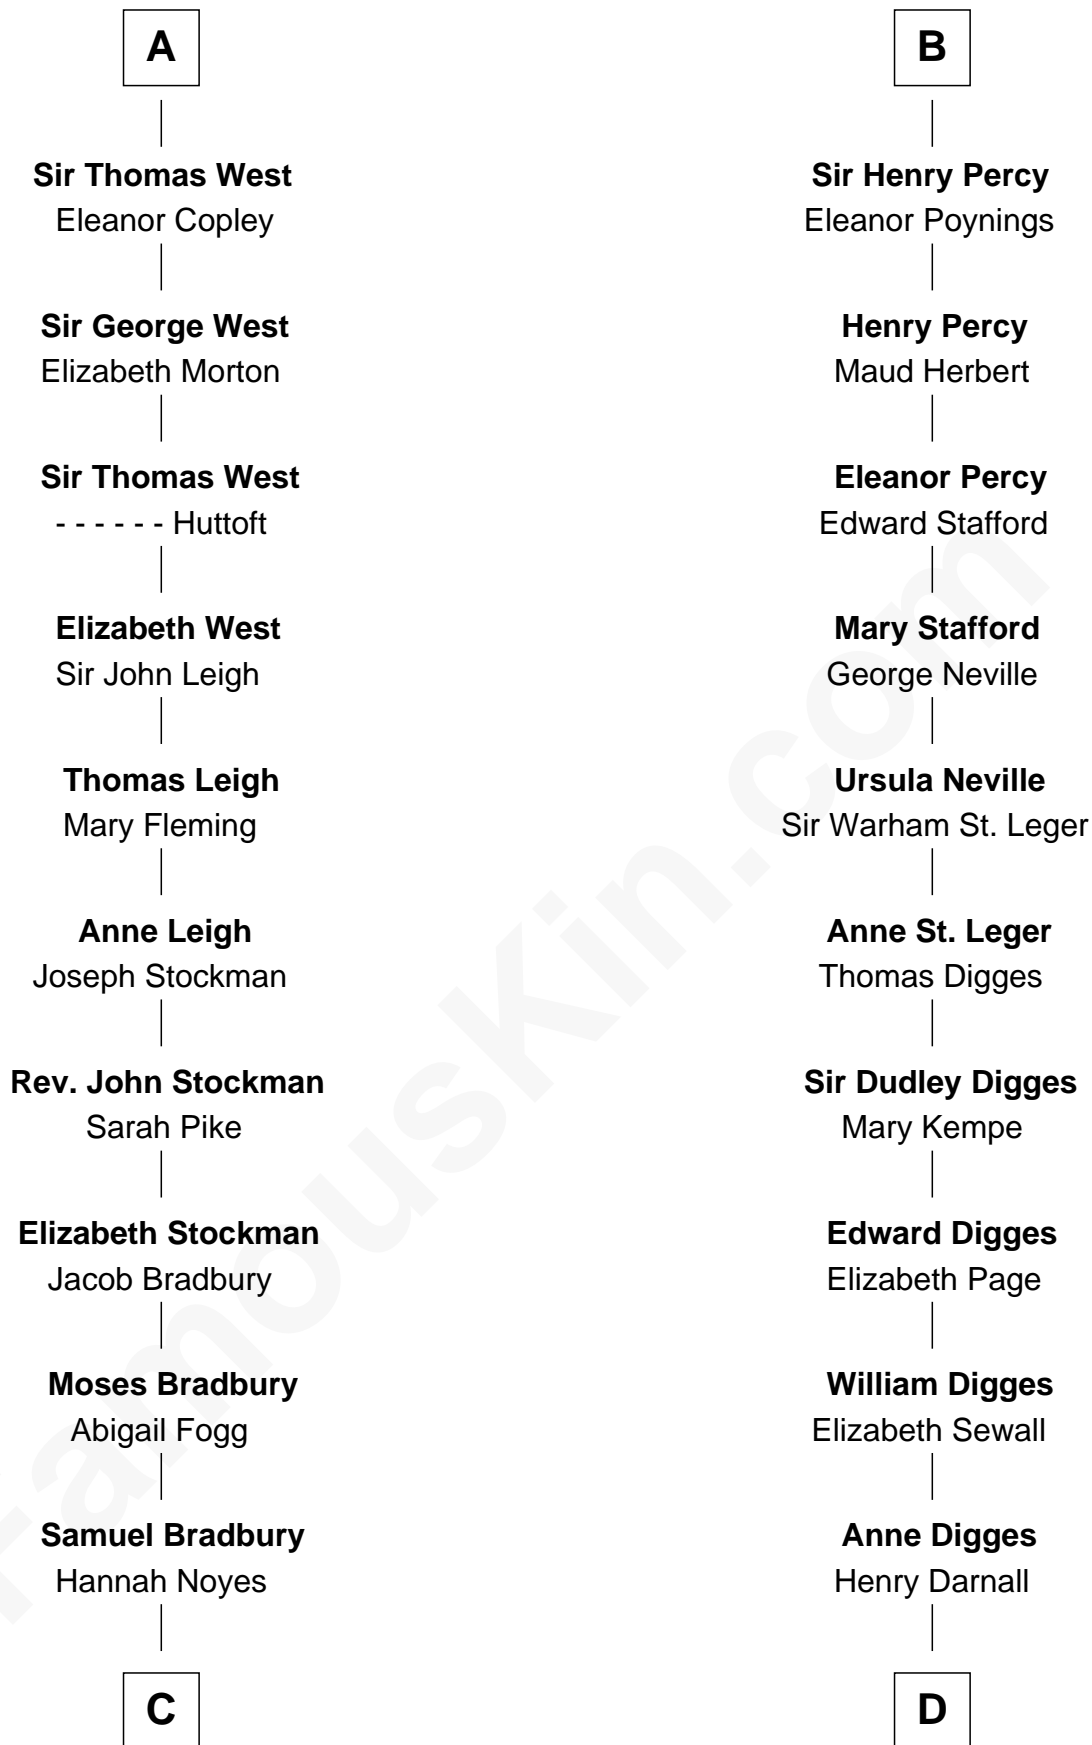 A
Sir Thomas West
Eleanor Copley
Sir George West
Elizabeth Morton
Sir Thomas West
- - - - - - Huttoft
Elizabeth West
Sir John Leigh
Thomas Leigh
Mary Fleming
Anne Leigh
Joseph Stockman
Rev. John Stockman
Sarah Pike
Elizabeth Stockman
Jacob Bradbury
Moses Bradbury
Abigail Fogg
Samuel Bradbury
Hannah Noyes
C
B
Sir Henry Percy
Eleanor Poynings
Henry Percy
Maud Herbert
Eleanor Percy
Edward Stafford
Mary Stafford
George Neville
Ursula Neville
Sir Warham St. Leger
Anne St. Leger
Thomas Digges
Sir Dudley Digges
Mary Kempe
Edward Digges
Elizabeth Page
William Digges
Elizabeth Sewall
Anne Digges
Henry Darnall
D
FamousKin.com